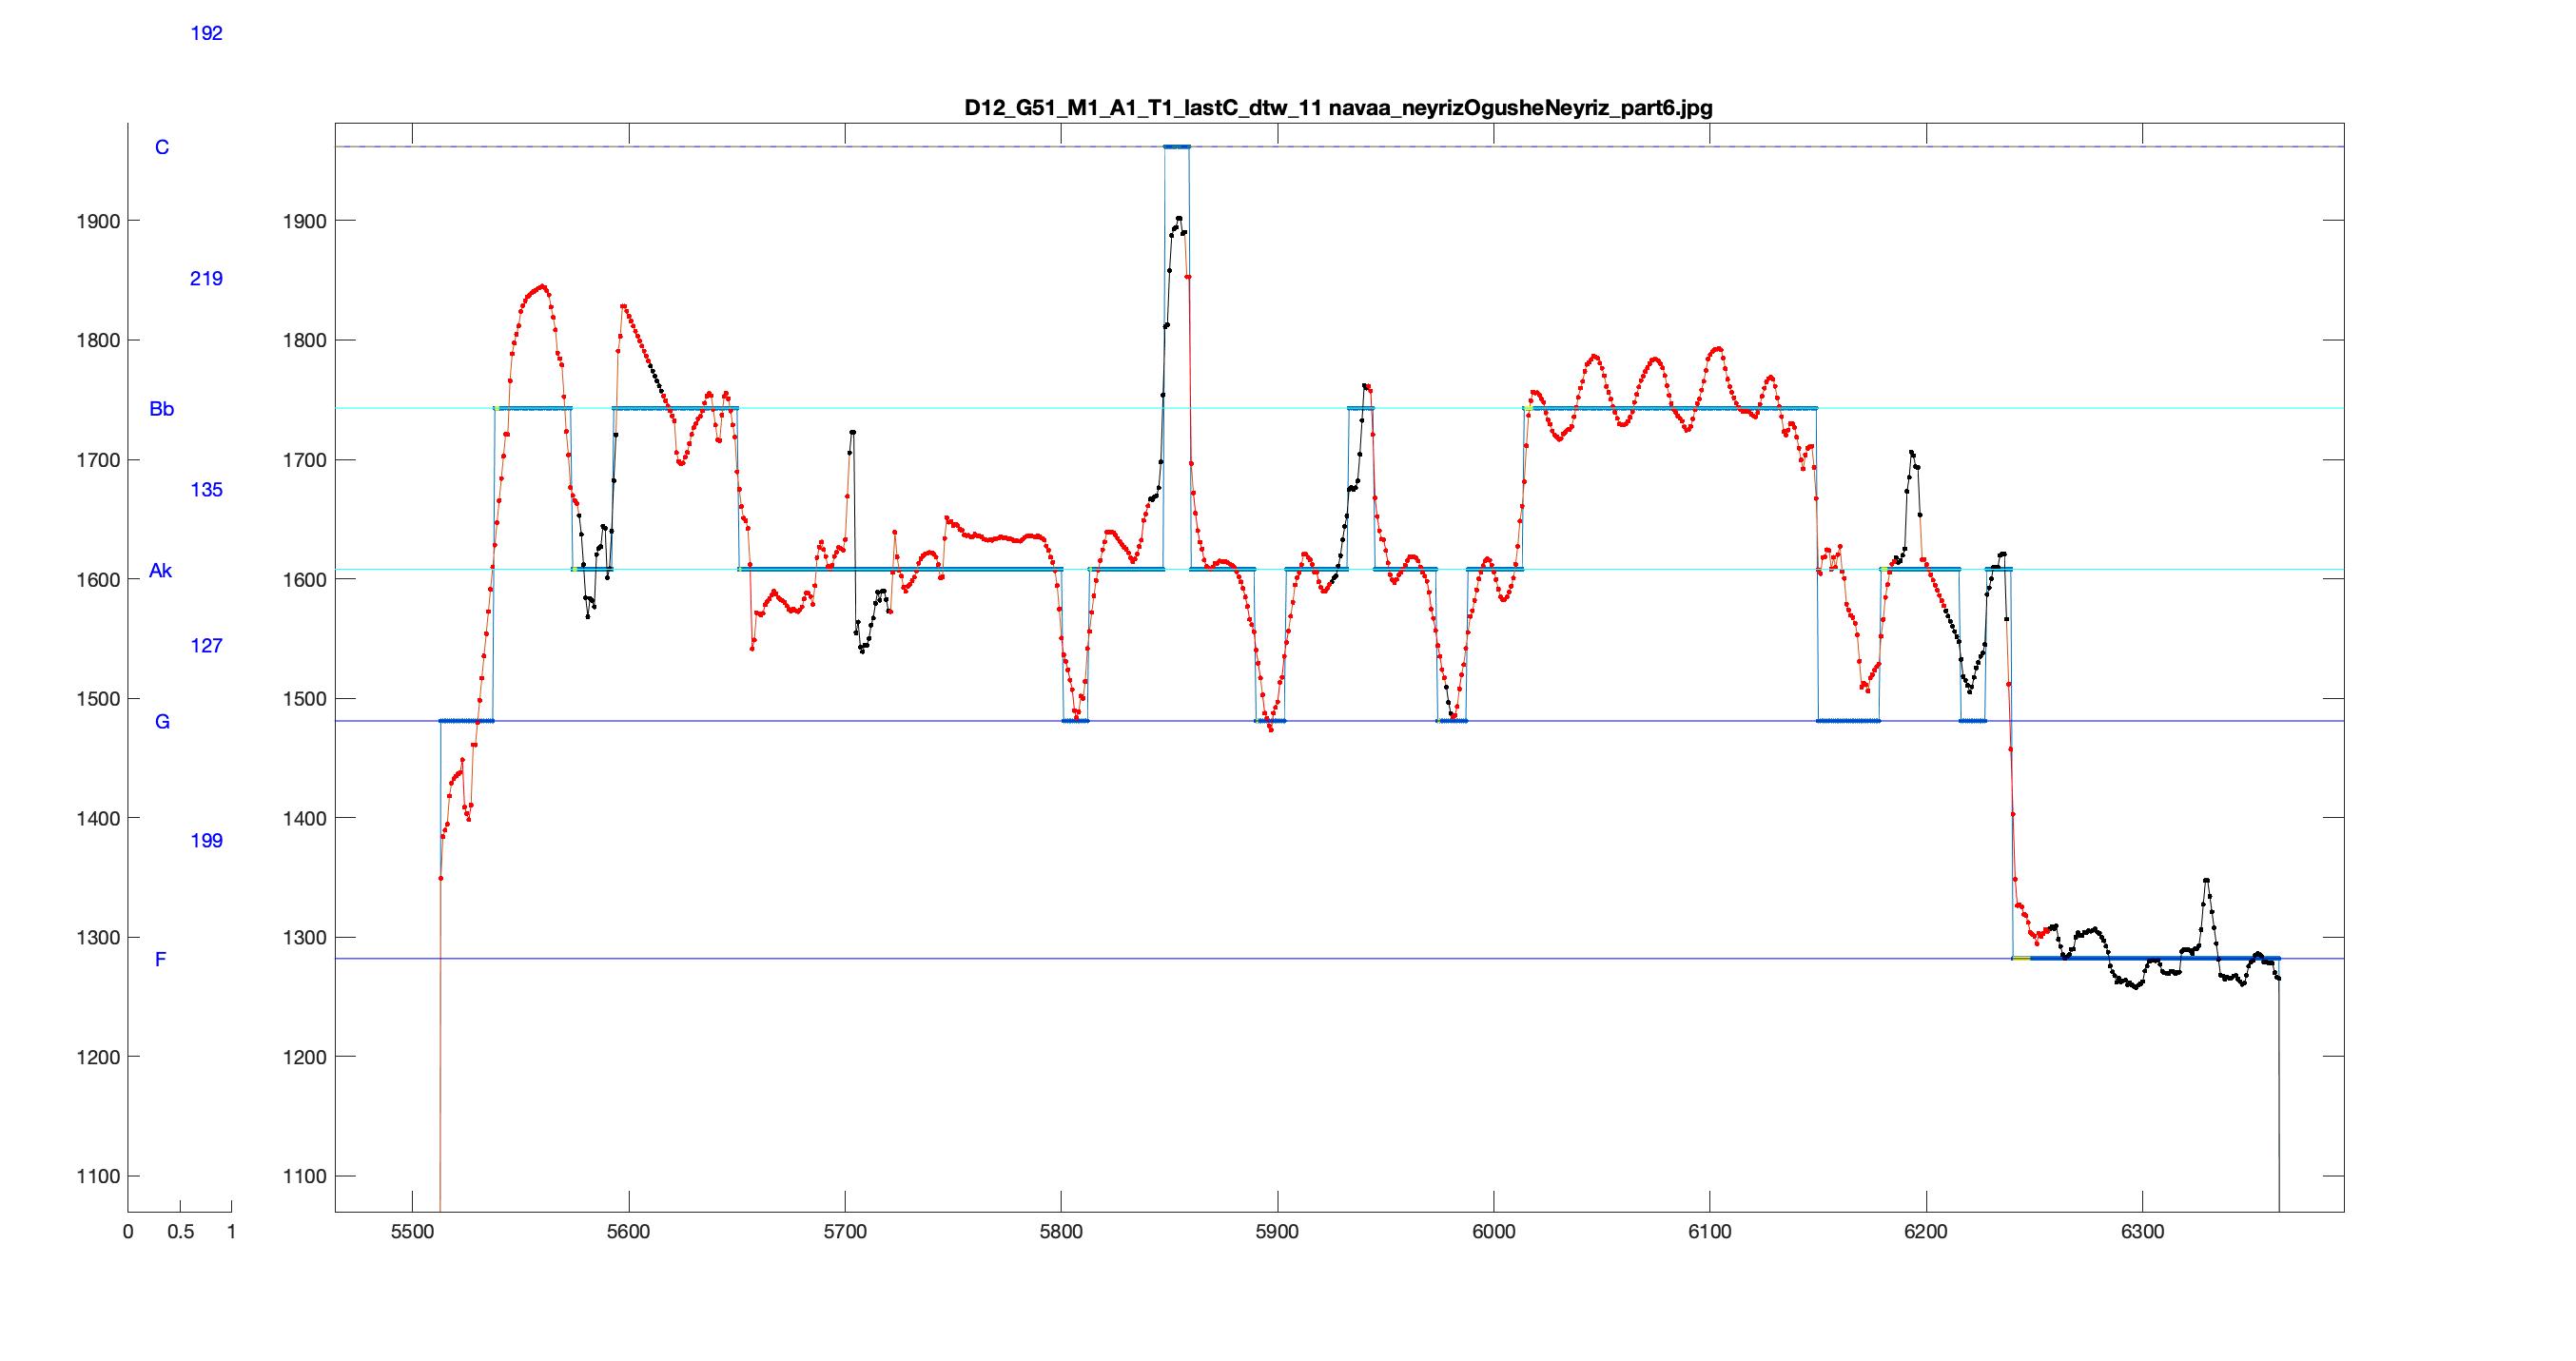 192
D12_G51_M1_A1_T1_lastC_dtw_11 navaa_neyrizOgusheNeyriz_part6.jpg
C
1900 1900
219
1800 1800
Bb
1700 1700
135
Ak
1600 1600
127
1500 1500
G
1400 1400
199
1300 1300
F
1200 1200
1100 1100
0 0.5 1 5500 5600 5700 5800 5900 6000 6100 6200 6300